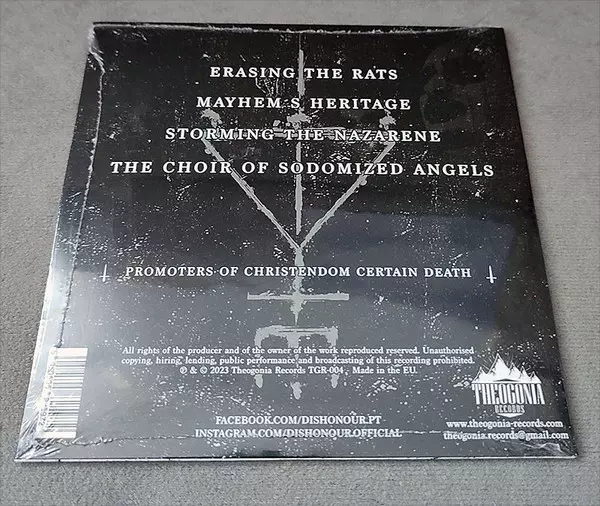 ERASING THE RATS
MAYHEM'S HERITAGE
STORMING THE NAZARENE
THE CHOIR OF SODOMIZED ANGELS
PROMOTERS OF CHRISTENDOM CERTAIN DEATH
All rights of the producer and of the owner of the work reproduced reserved. Unauthorised
copying, hiring, lending, public performance and broadcasting of this recording prohibited.
℗ & © 2023 Theogonia Records TGR-004 . Made in the EU.
THEOGONIA
RECORDS
FACEBOOK.COM/DISHONOUR.PT
INSTAGRAM.COM/DISHONOUR.OFFICIAL
www.theogonia-records.com
theogonia.records@gmail.com